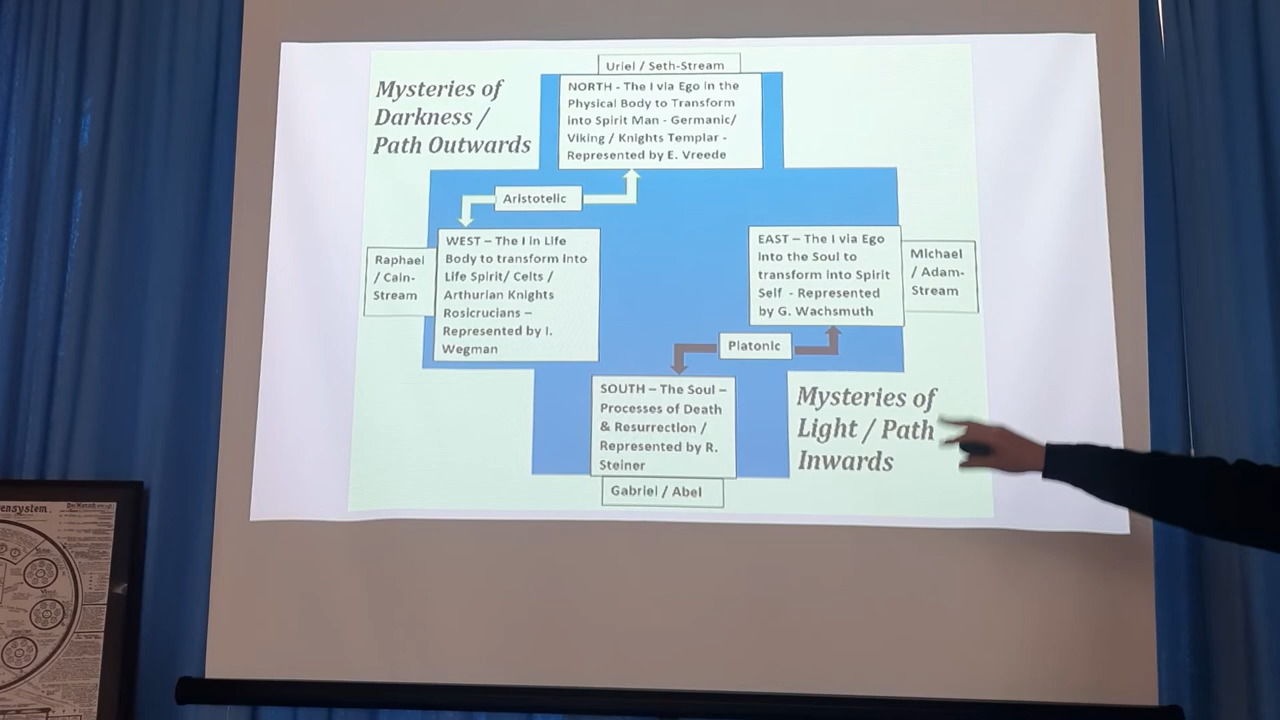 Uriel / Seth-Stream
Mysteries of
Darkness /
Path Outwards
NORTH - The I via Ego in the
Physical Body to Transform
into Spirit Man - Germanic/
Viking / Knights Templar -
Represented by E. Vreede
Aristotelic
Raphael
/ Cain-
Stream
WEST – The I in Life
Body to transform into
Life Spirit/ Celts /
Arthurian Knights
Rosicrucians –
Represented by I.
Wegman
EAST – The I via Ego
into the Soul to
transform into Spirit
Self - Represented
by G. Wachsmuth
Michael
/ Adam-
Stream
Platonic
SOUTH – The Soul –
Processes of Death
& Resurrection /
Represented by R.
Steiner
Gabriel / Abel
Mysteries of
Light / Path
Inwards
ensystem.